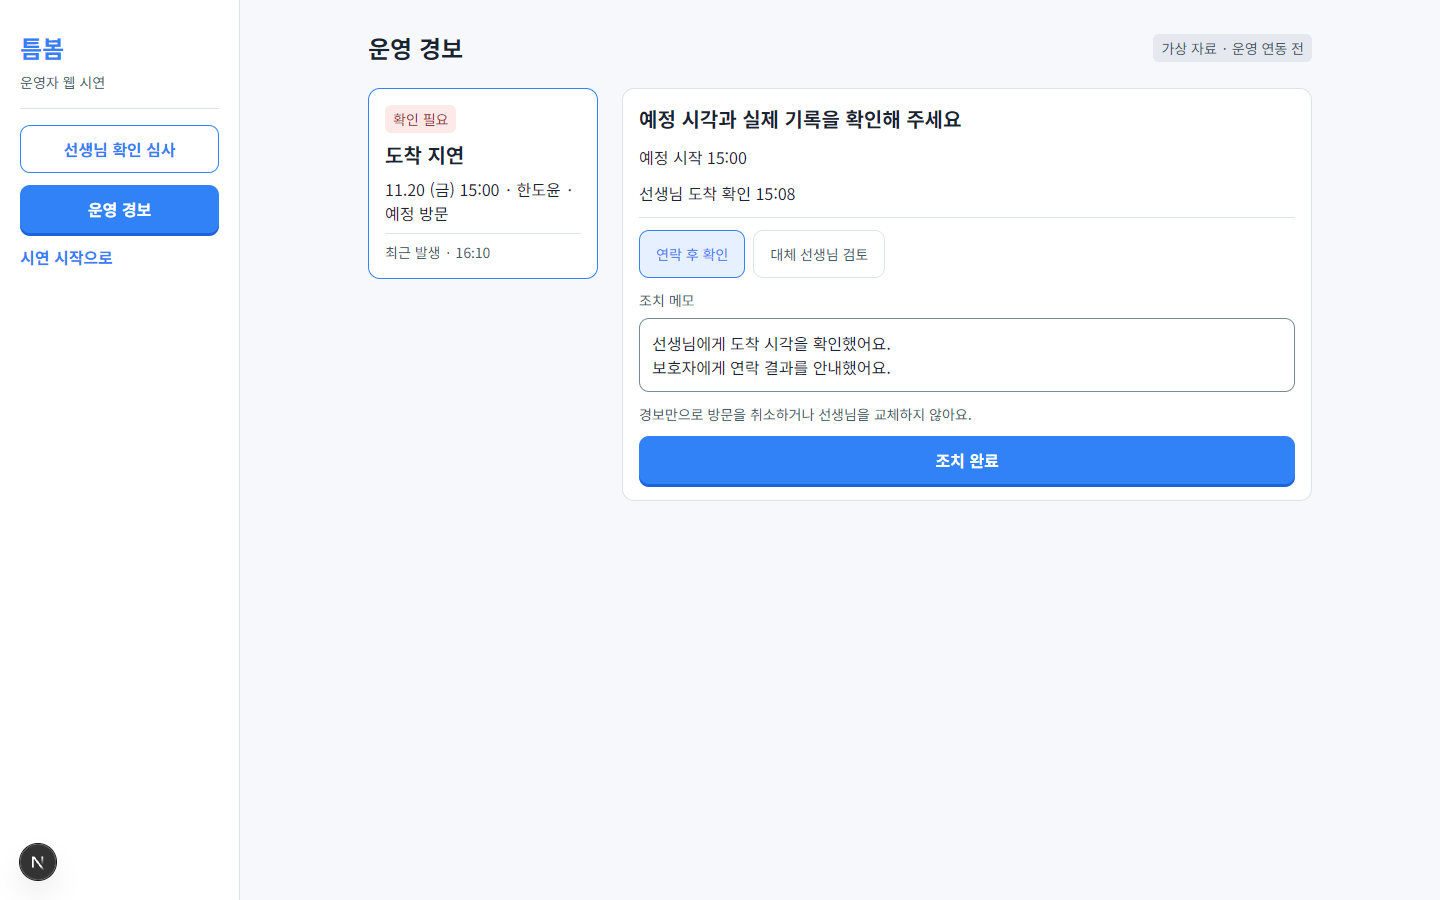 틈봄
운영자 웹 시연
선생님 확인 심사
운영 경보
시연 시작으로
운영 경보
가상 자료 · 운영 연동 전
확인 필요
도착 지연
11.20 (금) 15:00 · 한도윤 ·
예정 방문
최근 발생 · 16:10
예정 시각과 실제 기록을 확인해 주세요
예정 시작 15:00
선생님 도착 확인 15:08
연락 후 확인
대체 선생님 검토
조치 메모
선생님에게 도착 시각을 확인했어요.
보호자에게 연락 결과를 안내했어요.
경보만으로 방문을 취소하거나 선생님을 교체하지 않아요.
조치 완료
N